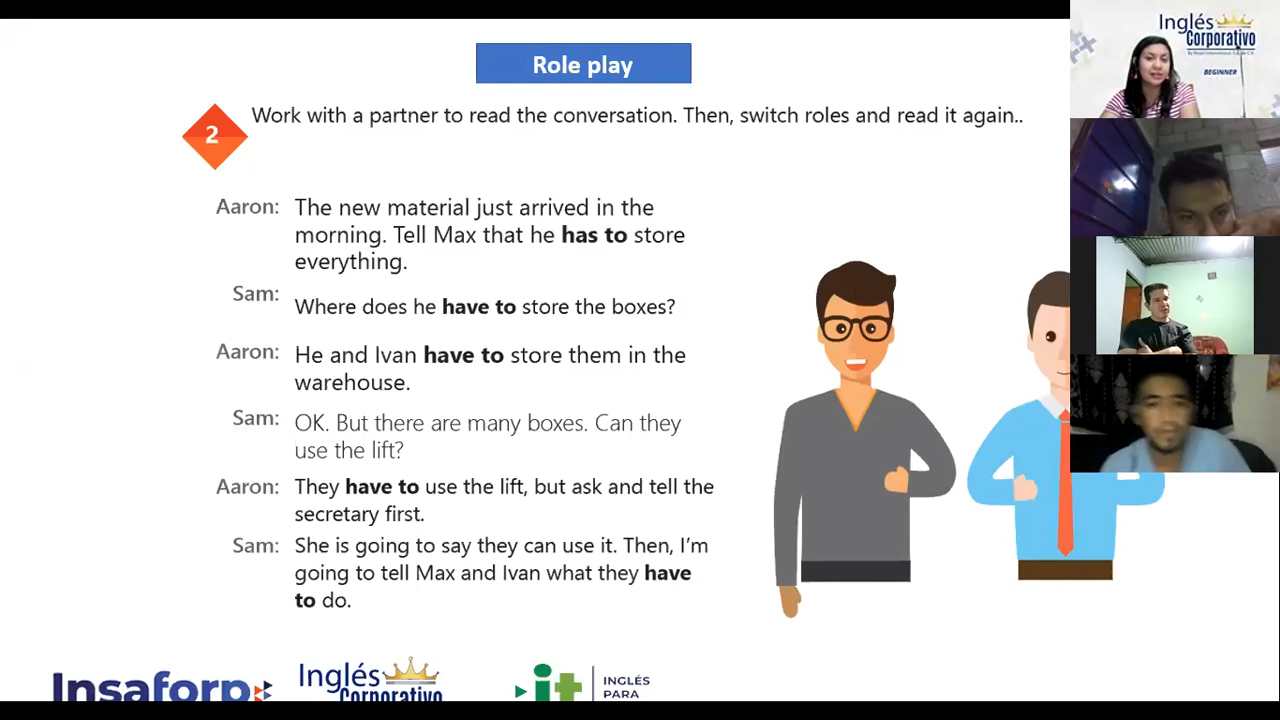 Role play
2
Work with a partner to read the conversation. Then, switch roles and read it again..
Aaron: The new material just arrived in the
morning. Tell Max that he has to store
everything.
Sam: Where does he have to store the boxes?
Aaron: He and Ivan have to store them in the
warehouse.
Sam: OK. But there are many boxes. Can they
use the lift?
Aaron: They have to use the lift, but ask and tell the
secretary first.
Sam: She is going to say they can use it. Then, I'm
going to tell Max and Ivan what they have
to do.
Insaforp
Inglés
Corporativo
it
INGLÉS
PARA
Inglés
Corporativo
BEGINNER